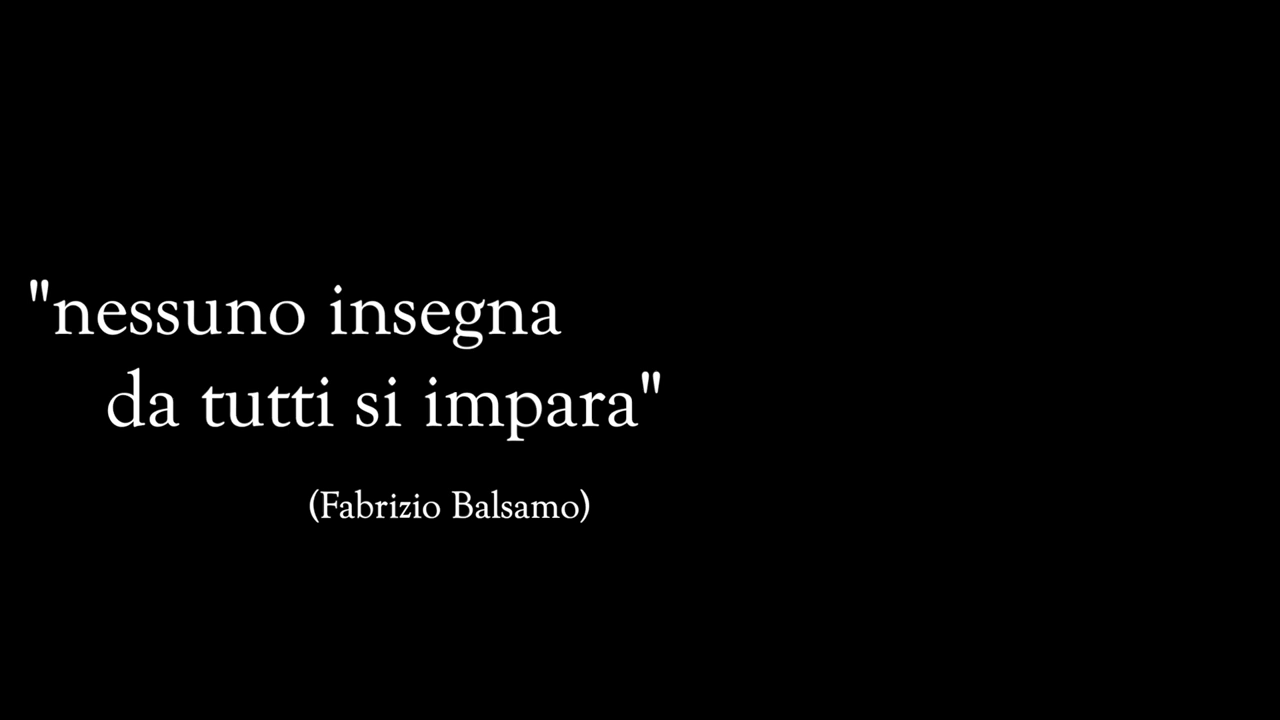 "nessuno insegna
da tutti si impara"
(Fabrizio Balsamo)